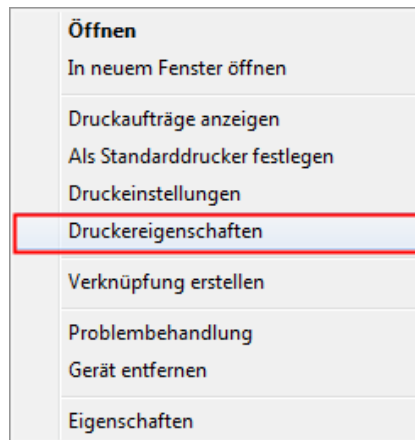 Öffnen
In neuem Fenster öffnen
Druckaufträge anzeigen
Als Standarddrucker festlegen
Druckeinstellungen
Druckereigenschaften
Verknüpfung erstellen
Problembehandlung
Gerät entfernen
Eigenschaften